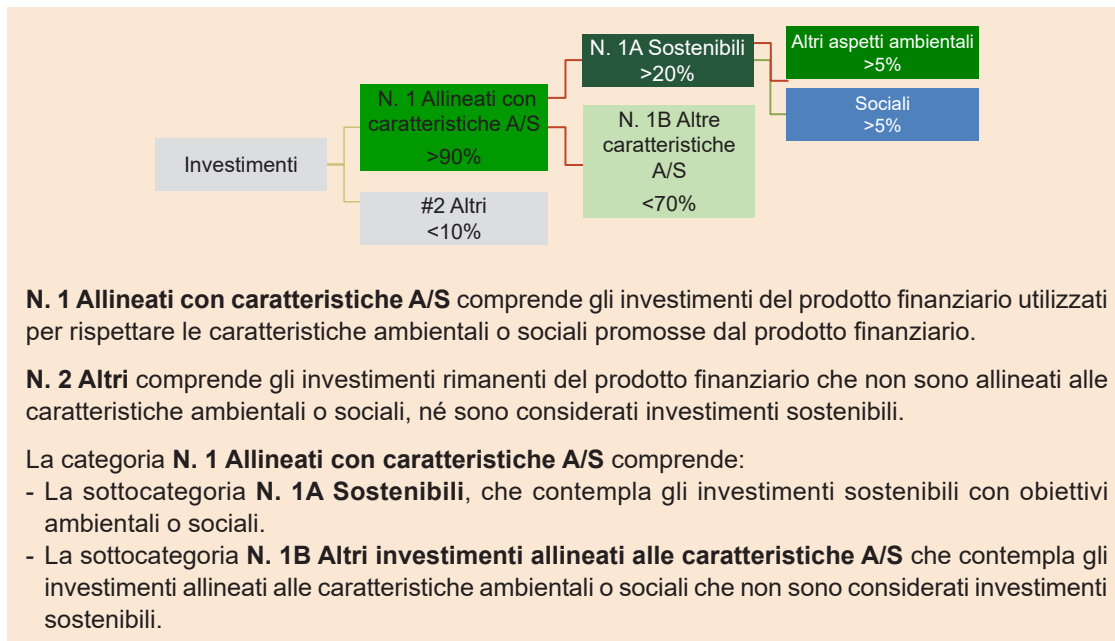 Investimenti
N. 1 Allineati con
caratteristiche A/S
>90%
#2 Altri
<10%
N. 1A Sostenibili
>20%
N. 1B Altre
caratteristiche
A/S
<70%
Altri aspetti ambientali
>5%
Sociali
>5%
N. 1 Allineati con caratteristiche A/S comprende gli investimenti del prodotto finanziario utilizzati
per rispettare le caratteristiche ambientali o sociali promosse dal prodotto finanziario.
N. 2 Altri comprende gli investimenti rimanenti del prodotto finanziario che non sono allineati alle
caratteristiche ambientali o sociali, né sono considerati investimenti sostenibili.
La categoria N. 1 Allineati con caratteristiche A/S comprende:
- La sottocategoria N. 1A Sostenibili, che contempla gli investimenti sostenibili con obiettivi
ambientali o sociali.
- La sottocategoria N. 1B Altri investimenti allineati alle caratteristiche A/S che contempla gli
investimenti allineati alle caratteristiche ambientali o sociali che non sono considerati investimenti
sostenibili.